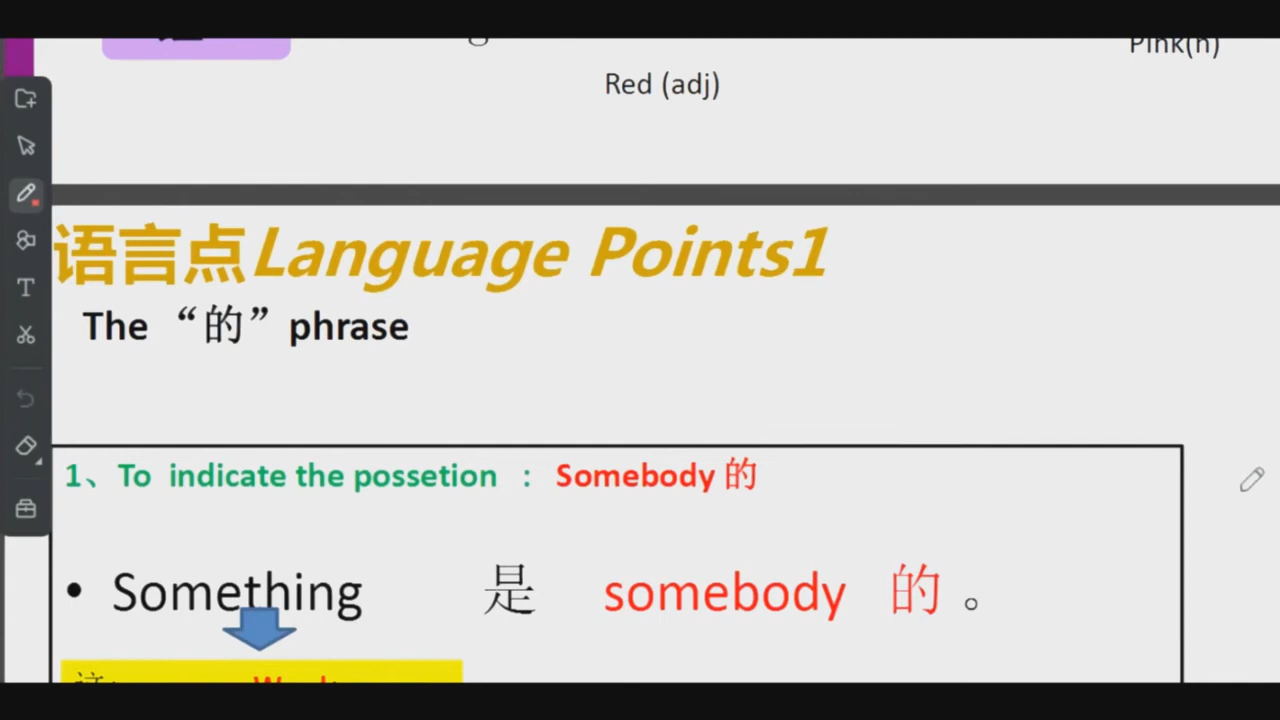 Pink(n)
Red (adj)
语言点Language Points1
The “的”phrase
1、To indicate the possetion ： Somebody 的
• Something 是 somebody 的 。